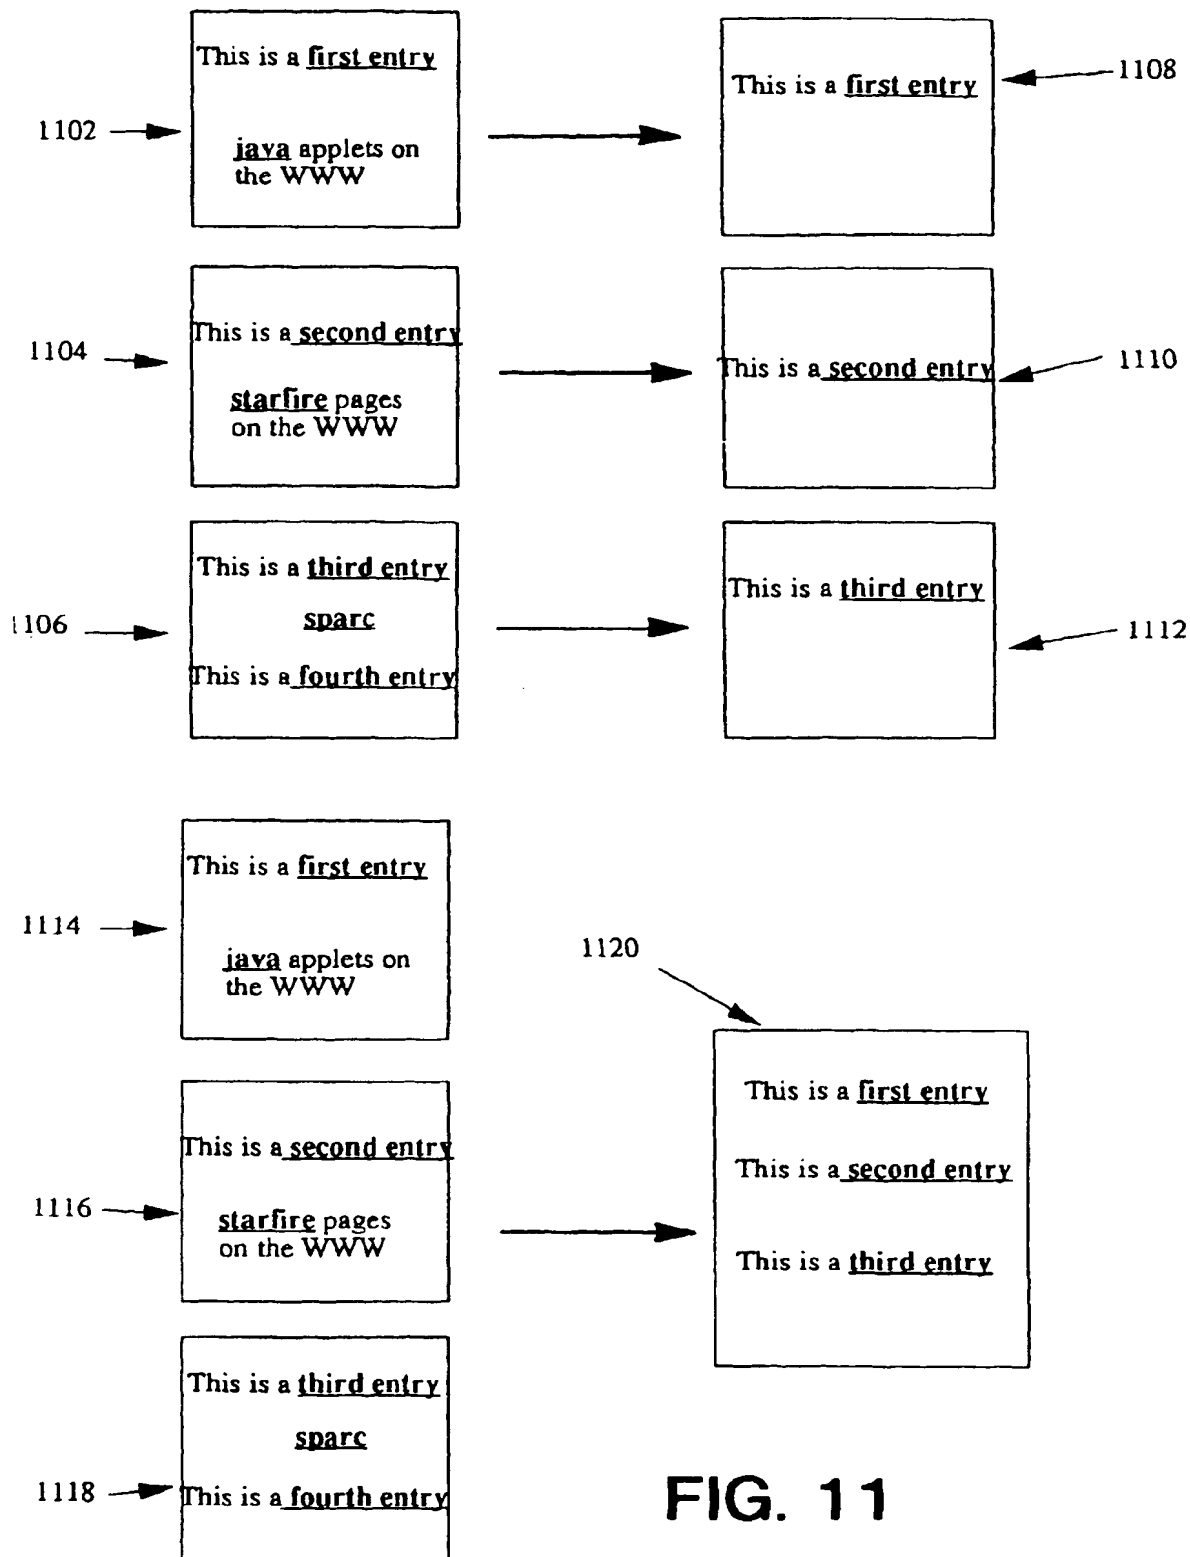 This is a first entry
1102
java applets on
the WWW
This is a first entry
1108
This is a second entry
1104
starfire pages
on the WWW
This is a second entry
1110
This is a third entry
sparc
1106
This is a fourth entry
This is a third entry
1112
This is a first entry
1114
java applets on
the WWW
This is a second entry
1116
starfire pages
on the WWW
This is a third entry
sparc
1118
This is a fourth entry
1120
This is a first entry
This is a second entry
This is a third entry
FIG. 11